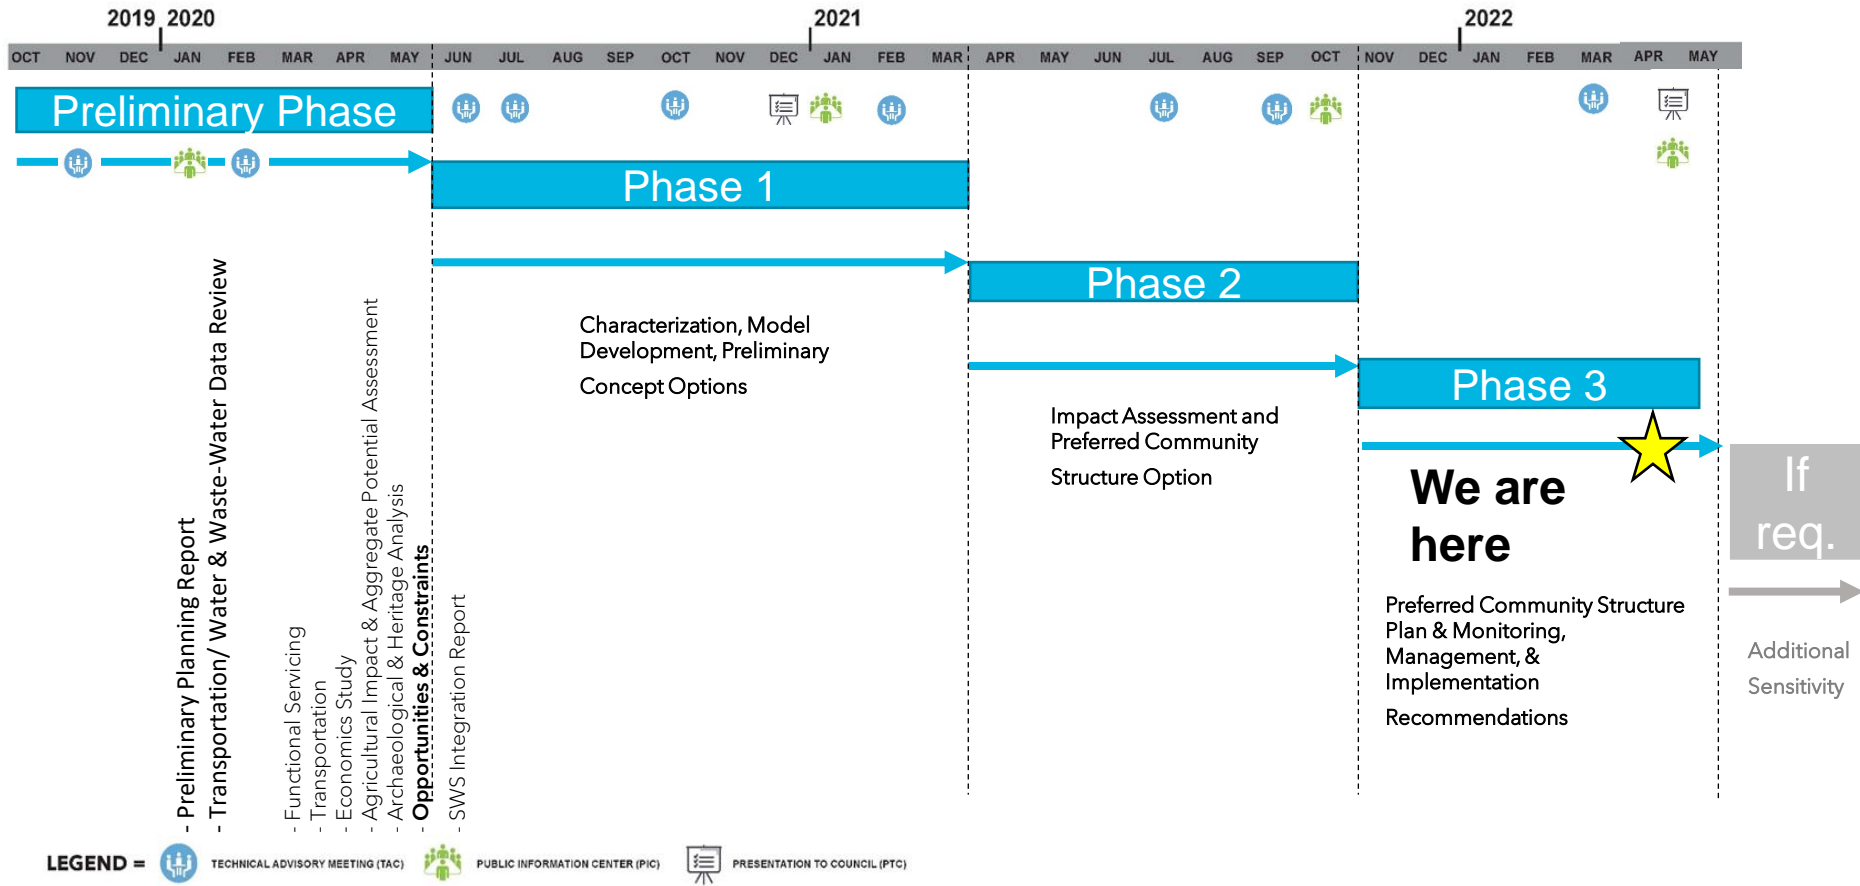 2019 2020 2021 2022
OCT NOV DEC JAN FEB MAR APR MAY JUN JUL AUG SEP OCT NOV DEC JAN FEB MAR APR MAY JUN JUL AUG SEP OCT NOV DEC JAN FEB MAR APR MAY
Preliminary Phase
Phase 1
Phase 2
Phase 3
- Preliminary Planning Report
- Transportation/ Water & Waste-Water Data Review
- Functional Servicing
- Transportation
- Economics Study
- Agricultural Impact & Aggregate Potential Assessment
- Archaeological & Heritage Analysis
- Opportunities & Constraints
- SWS Integration Report
Characterization, Model
Development, Preliminary
Concept Options
Impact Assessment and
Preferred Community
Structure Option
We are
here
Preferred Community Structure
Plan & Monitoring,
Management, &
Implementation
Recommendations
If
req.
Additional
Sensitivity
LEGEND = TECHNICAL ADVISORY MEETING (TAC) PUBLIC INFORMATION CENTER (PIC) PRESENTATION TO COUNCIL (PTC)